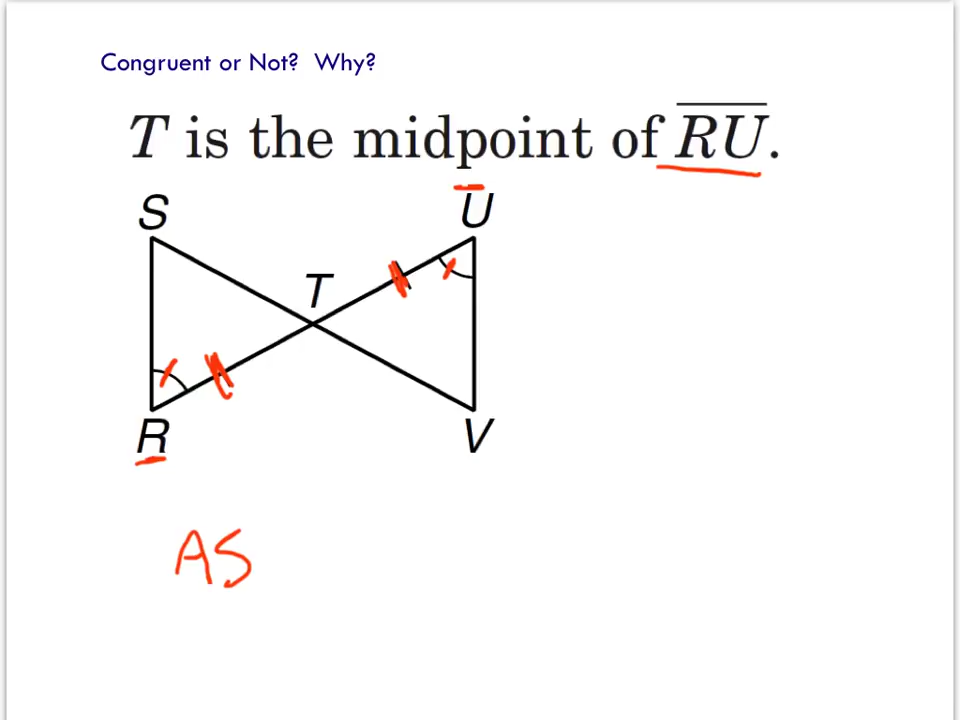 Congruent or Not? Why?
T is the midpoint of RU.
S
U
T
R
V
AS